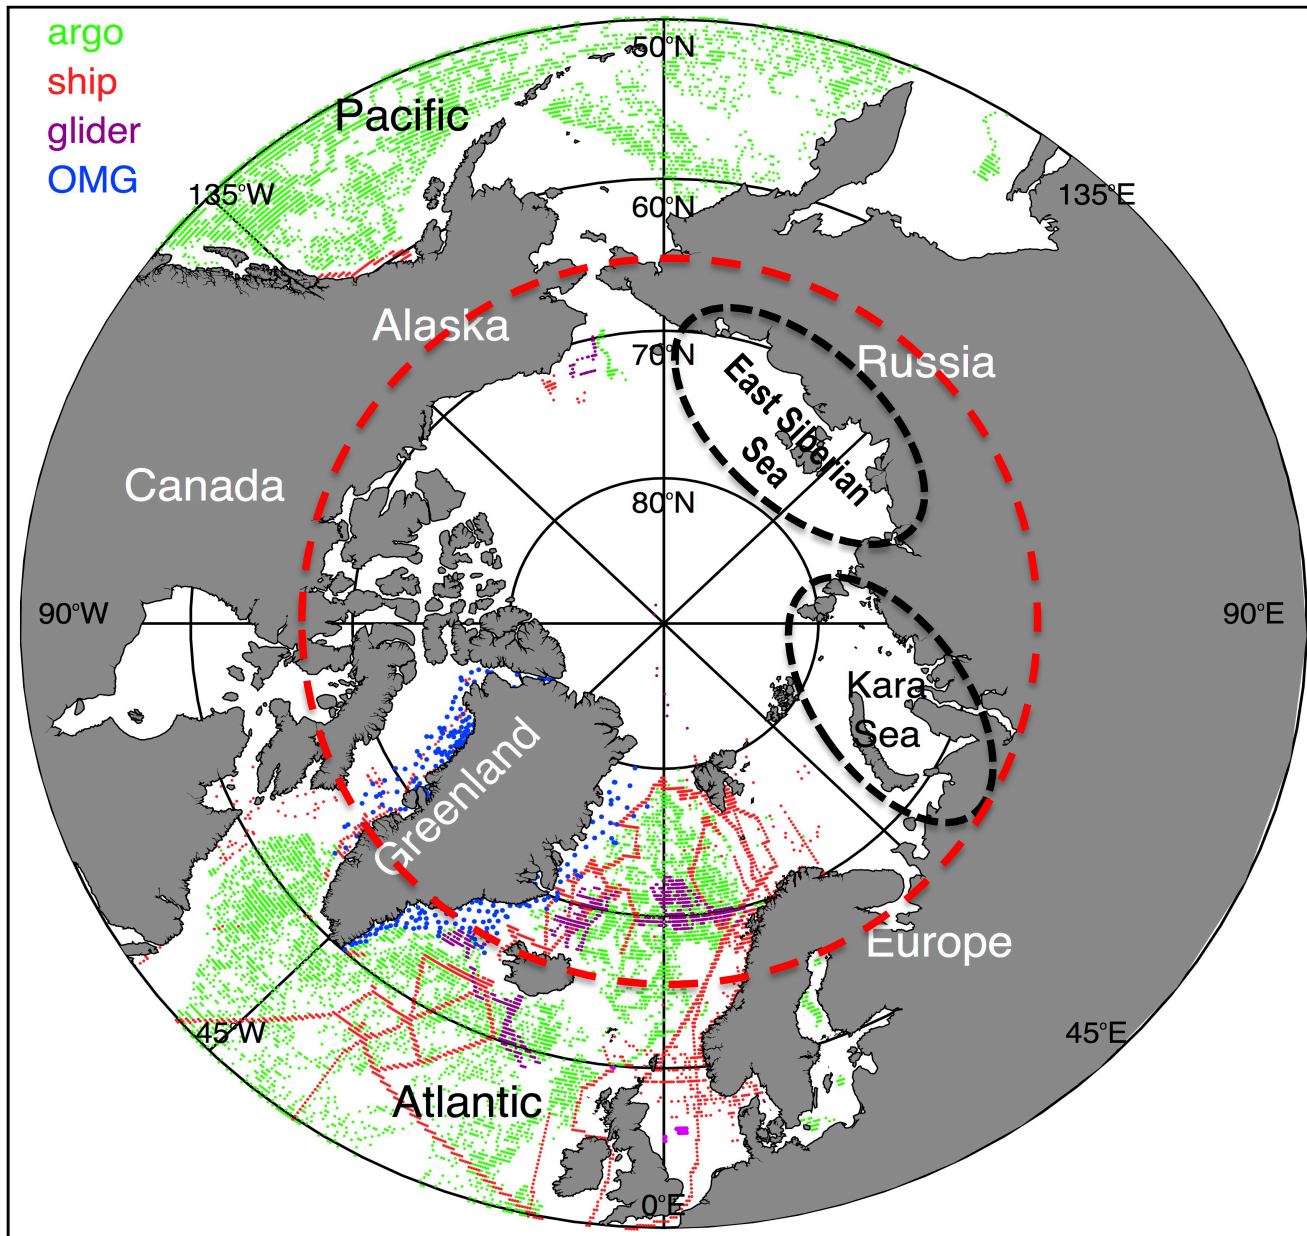 argo
ship
glider
OMG
Pacific
50°N
135°W
135°E
60°N
Alaska
70°N
Russia
East Siberian
Sea
Canada
80°N
90°W
90°E
Kara
Sea
Greenland
Europe
45°W
45°E
Atlantic
0°E